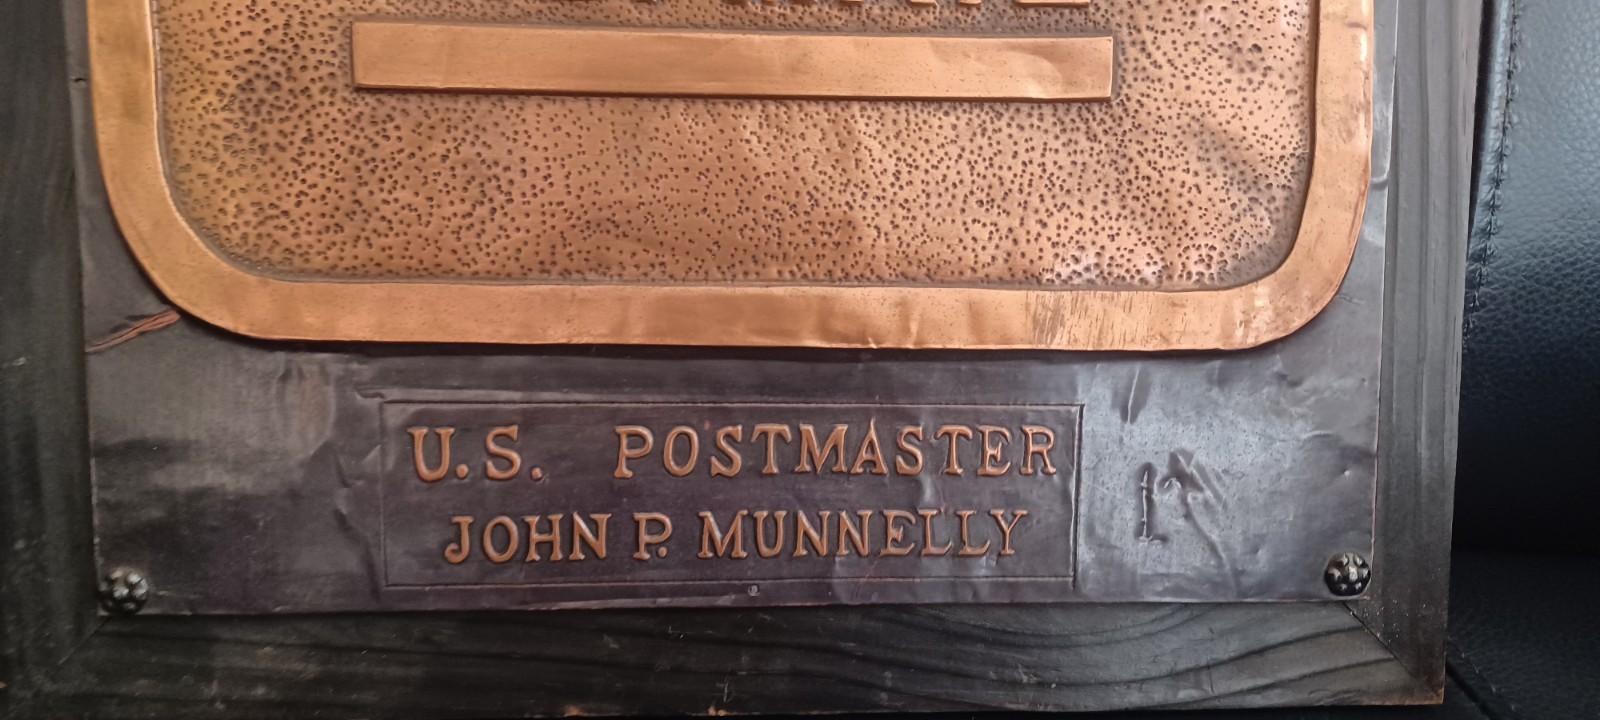 U.S. POSTMASTER
JOHN P. MUNNELLY